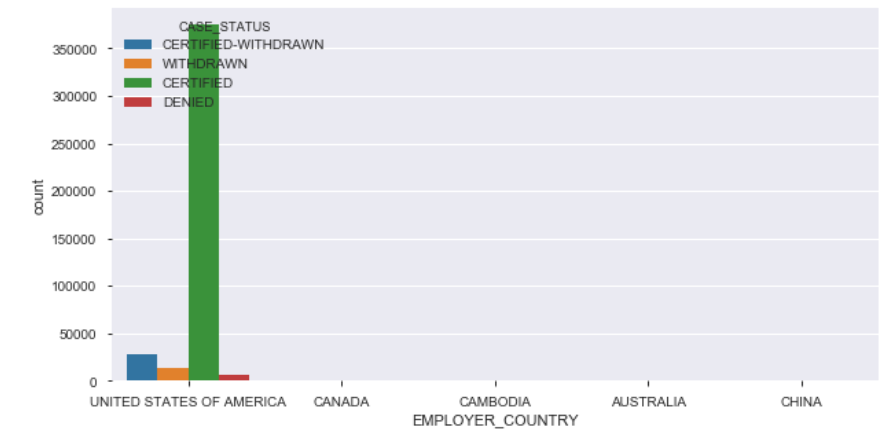 CASE_STATUS
CERTIFIED-WITHDRAWN
WITHDRAWN
CERTIFIED
DENIED
350000
300000
250000
200000
150000
100000
50000
0
count
UNITED STATES OF AMERICA CANADA CAMBODIA AUSTRALIA CHINA
EMPLOYER_COUNTRY